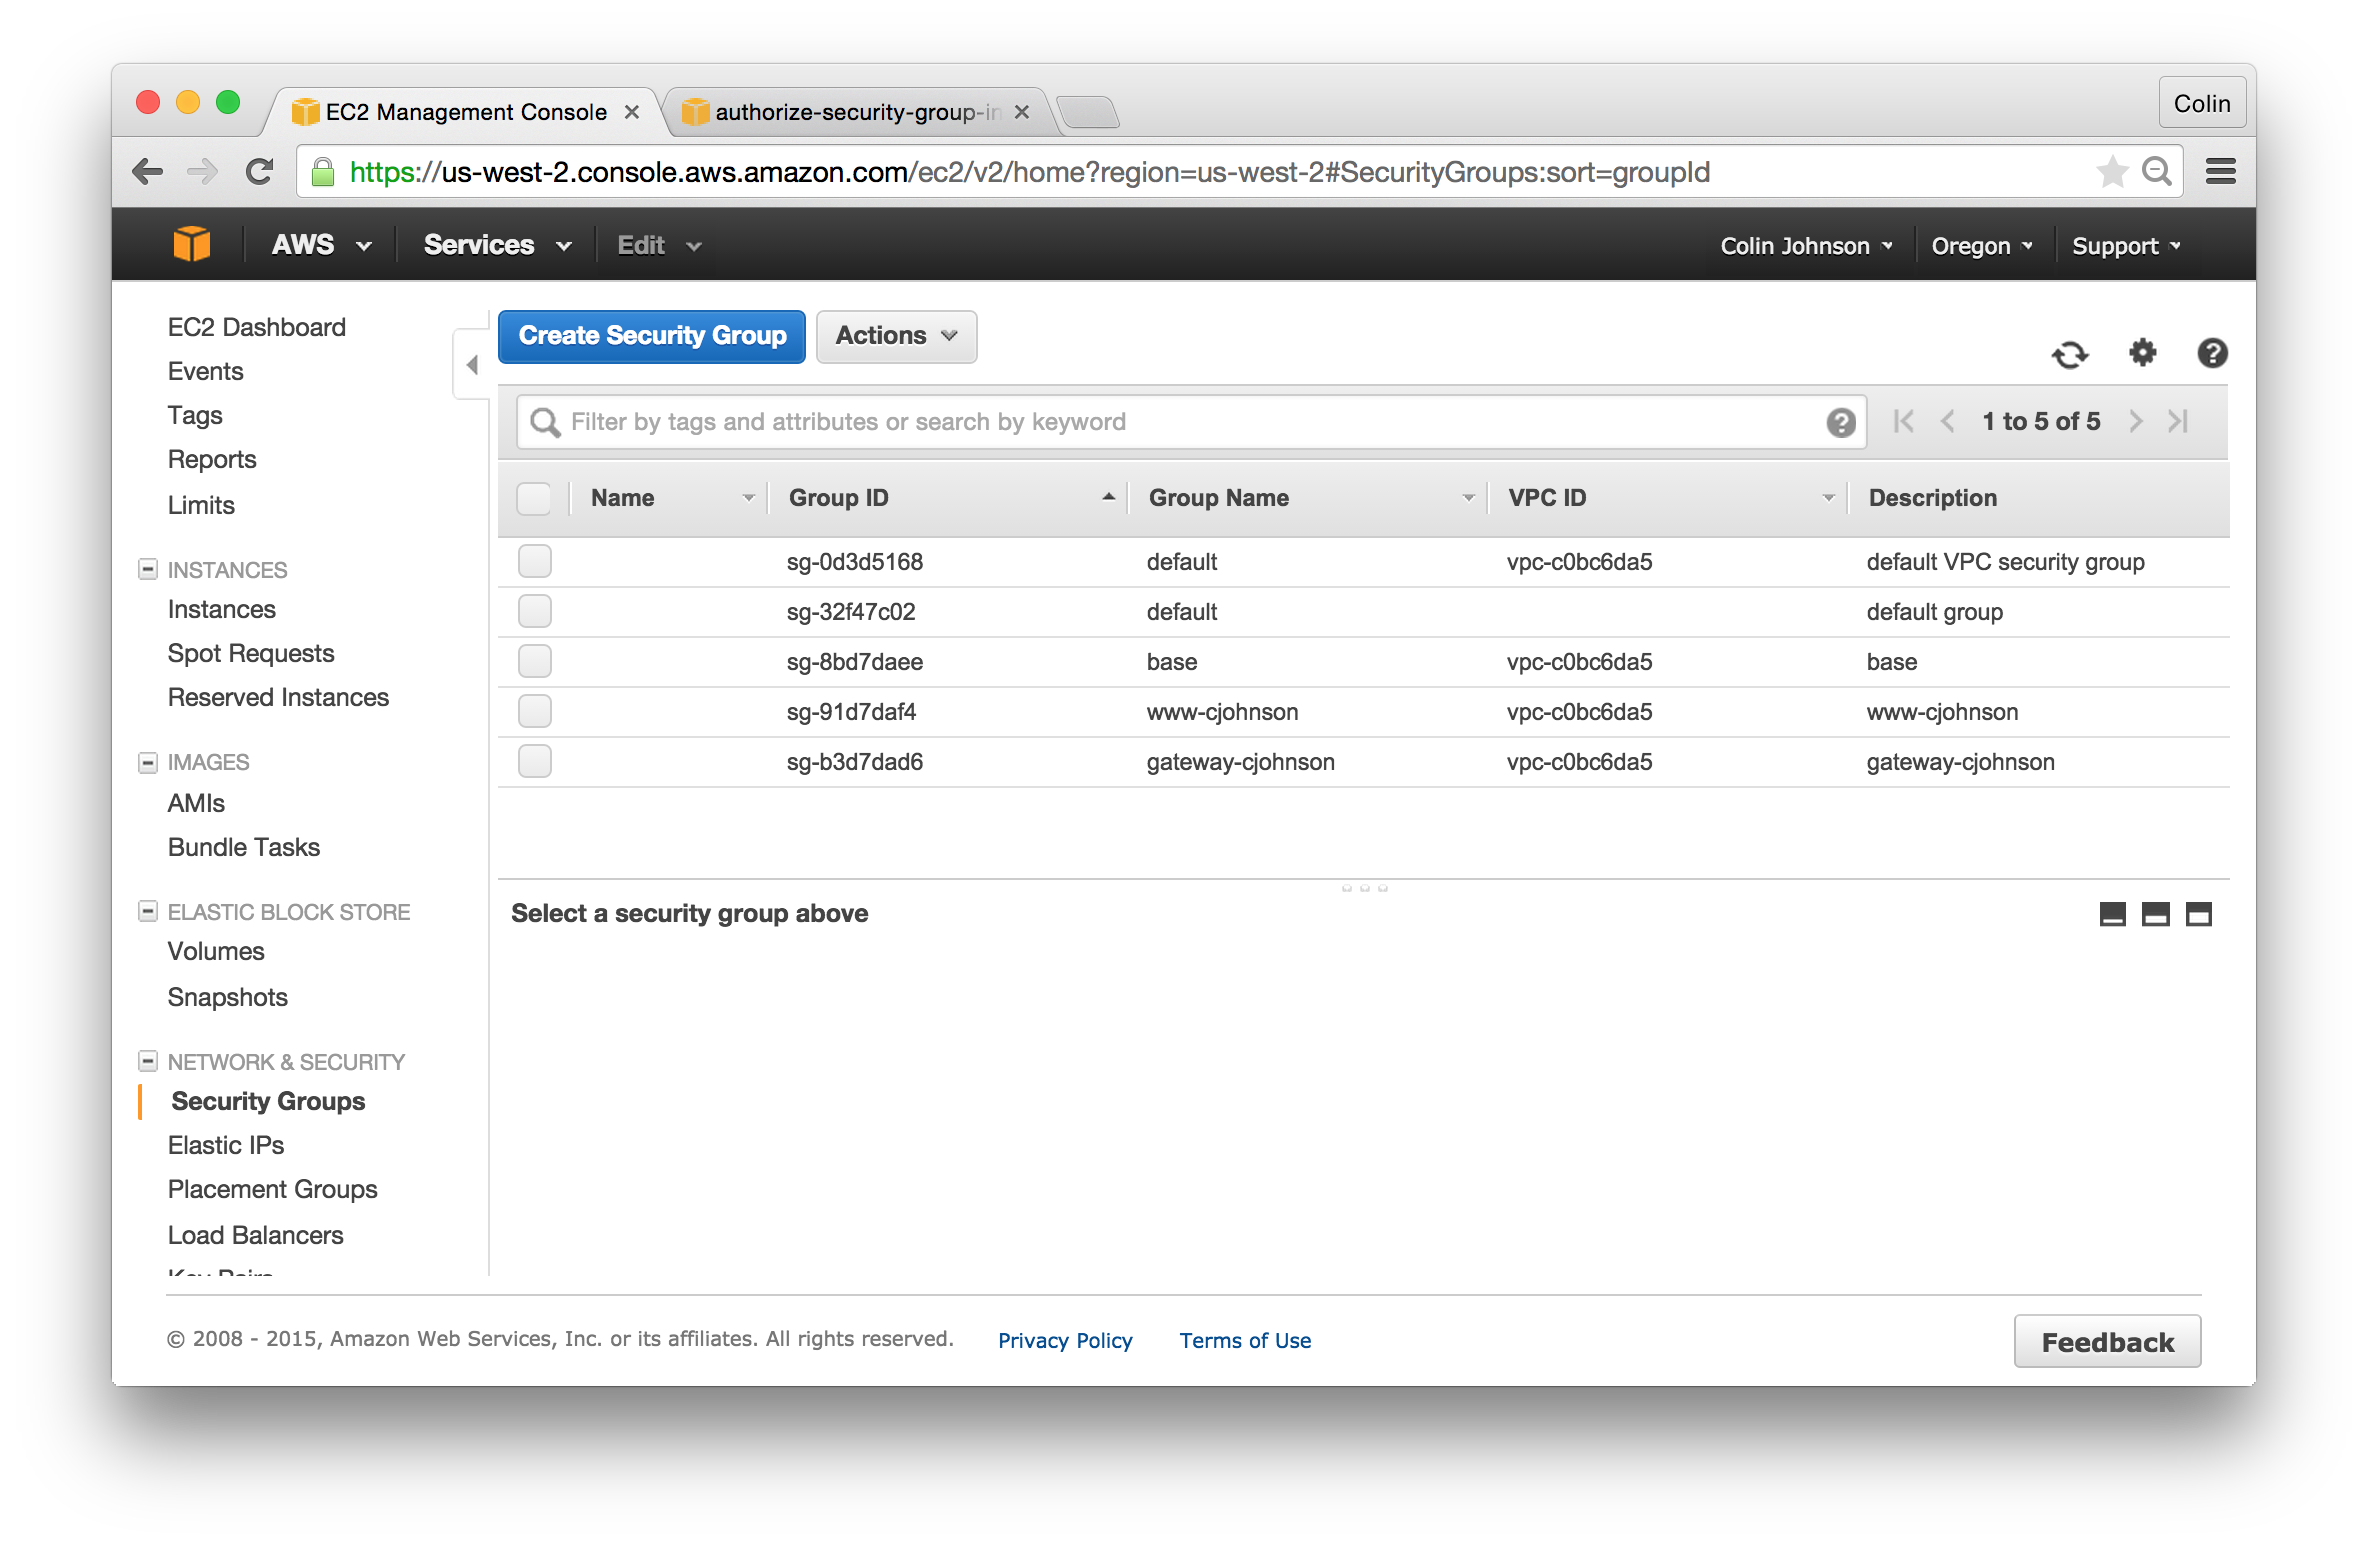 EC2 Management Console
authorize-security-group-in
Colin
https://us-west-2.console.aws.amazon.com/ec2/v2/home?region=us-west-2#SecurityGroups:sort=groupId
AWS Services Edit Colin Johnson Oregon Support
EC2 Dashboard
Events
Tags
Reports
Limits
INSTANCES
Instances
Spot Requests
Reserved Instances
IMAGES
AMIs
Bundle Tasks
ELASTIC BLOCK STORE
Volumes
Snapshots
NETWORK & SECURITY
Security Groups
Elastic IPs
Placement Groups
Load Balancers
Key Pairs
Create Security Group Actions
Filter by tags and attributes or search by keyword 1 to 5 of 5
Name Group ID Group Name VPC ID Description
sg-0d3d5168 default vpc-c0bc6da5 default VPC security group
sg-32f47c02 default default group
sg-8bd7daee base vpc-c0bc6da5 base
sg-91d7daf4 www-cjohnson vpc-c0bc6da5 www-cjohnson
sg-b3d7dad6 gateway-cjohnson vpc-c0bc6da5 gateway-cjohnson
Select a security group above
© 2008 - 2015, Amazon Web Services, Inc. or its affiliates. All rights reserved. Privacy Policy Terms of Use Feedback